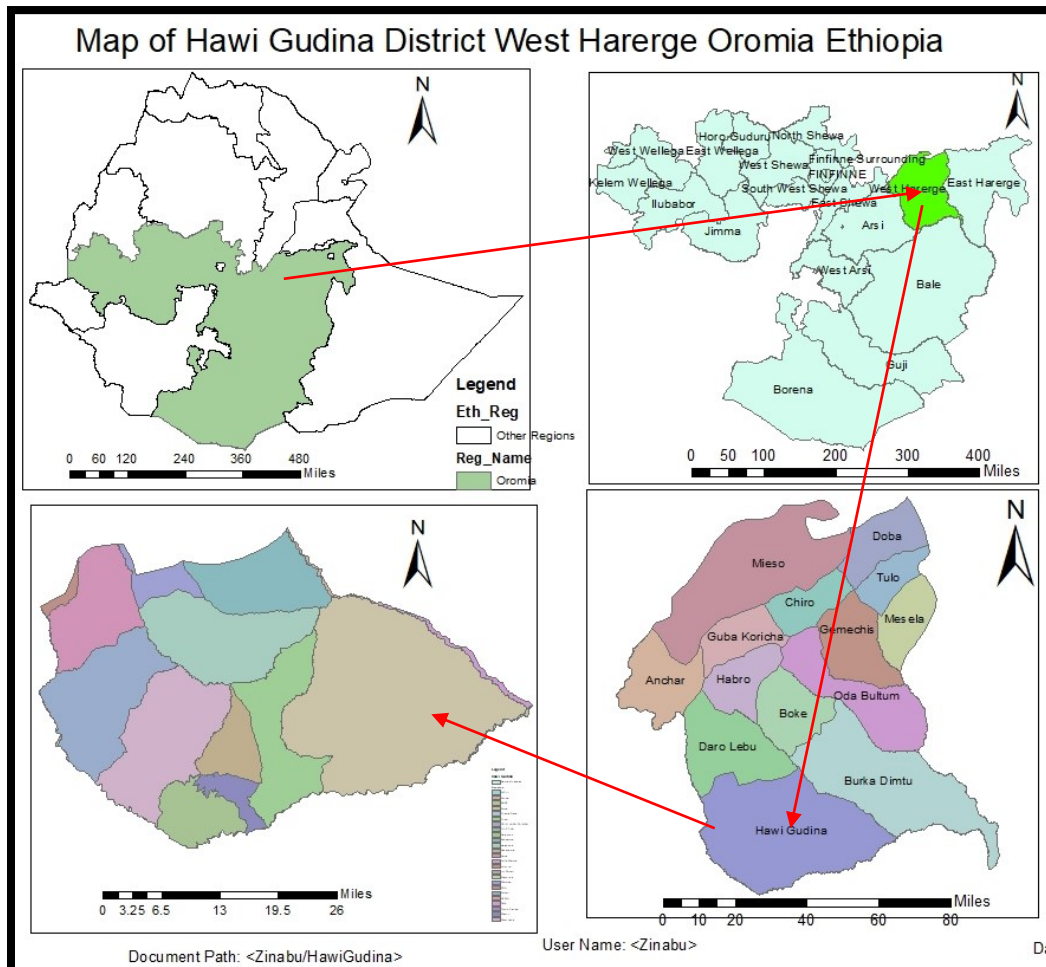 Map of Hawi Gudina District West Harerge Oromia Ethiopia
N
Legend
Eth_Reg
Other Regions
Reg_Name
Oromia
0 60 120 240 360 480
Miles
Horo Guduru North Shewa
West Wellega East Wellega
West Shewa Finfinne Surrounding
FINFINNE
Kelem Wellega South West Shewa West Harerge East Harerge
Ilubabor East Shewa
Jimma Arsi
West Arsi
Bale
Guji
Borena
0 50 100 200 300 400
Miles
N
Legend
0 3.25 6.5 13 19.5 26
Miles
N
Doba
Mieso
Tulo
Chiro
Mesela
Guba Koricha Gemechis
Anchar Habro
Oda Bultum
Boke
Daro Lebu
Burka Dimtu
Hawi Gudina
0 10 20 40 60 80
Miles
Document Path: <Zinabu/HawiGudina>
User Name: <Zinabu>
Da